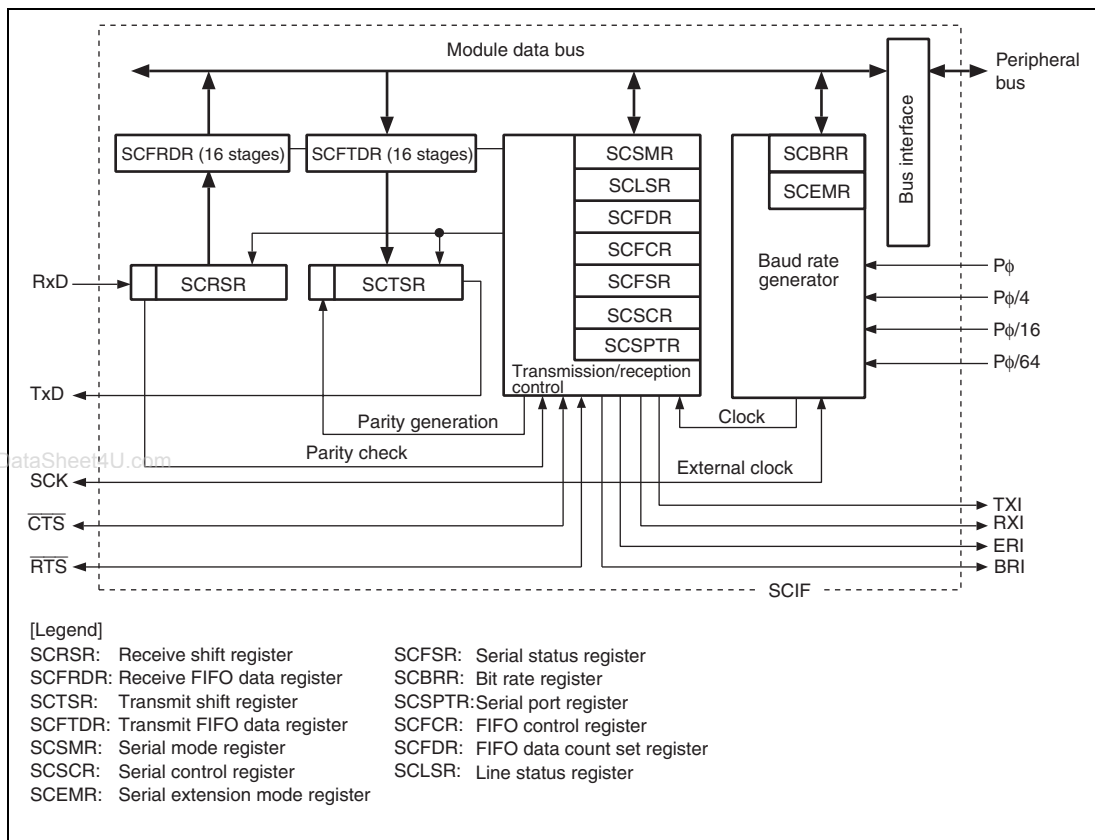 Module data bus
Peripheral
bus
Bus interface
SCFRDR (16 stages)
SCFTDR (16 stages)
SCSMR
SCLSR
SCFDR
SCFCR
SCFSR
SCSCR
SCSPTR
Transmission/reception
control
SCBRR
SCEMR
Baud rate
generator
RxD
SCRSR
SCTSR
Pϕ
Pϕ/4
Pϕ/16
Pϕ/64
TxD
Parity generation
Clock
Parity check
External clock
DataSheet4U.com
SCK
CTS
RTS
TXI
RXI
ERI
BRI
SCIF
[Legend]
SCRSR: Receive shift register
SCFRDR: Receive FIFO data register
SCTSR: Transmit shift register
SCFTDR: Transmit FIFO data register
SCSMR: Serial mode register
SCSCR: Serial control register
SCEMR: Serial extension mode register
SCFSR: Serial status register
SCBRR: Bit rate register
SCSPTR: Serial port register
SCFCR: FIFO control register
SCFDR: FIFO data count set register
SCLSR: Line status register